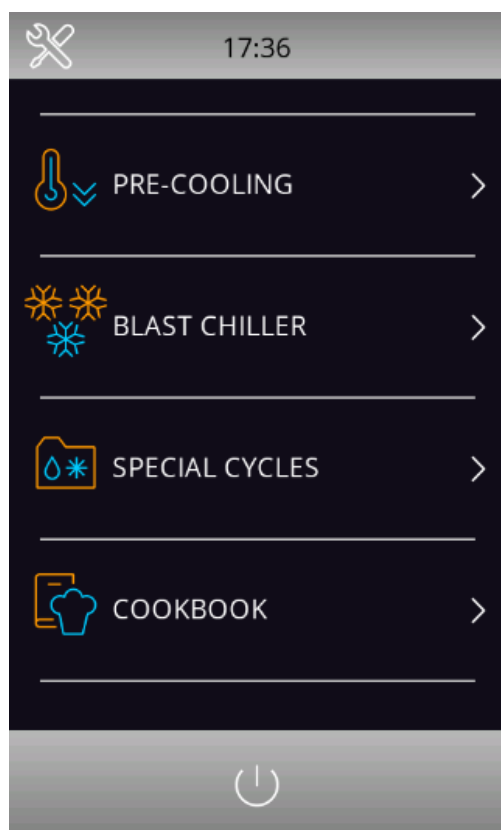 17:36
PRE-COOLING
BLAST CHILLER
SPECIAL CYCLES
COOKBOOK